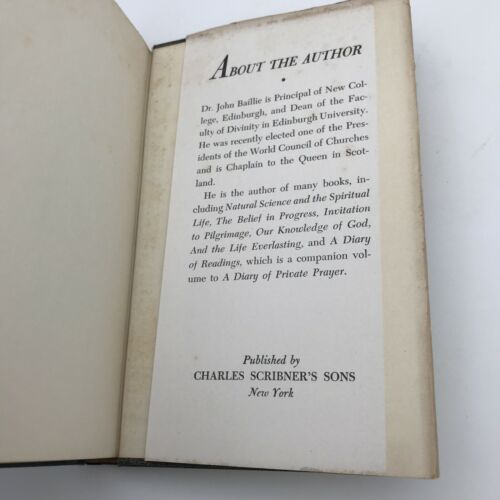 ABOUT THE AUTHOR
•
Dr. John Baillie is Principal of New Col-
lege, Edinburgh, and Dean of the Fac-
ulty of Divinity in Edinburgh University.
He was recently elected one of the Pres-
idents of the World Council of Churches
and is Chaplain to the Queen in Scot-
land.
He is the author of many books, in-
cluding Natural Science and the Spiritual
Life, The Belief in Progress, Invitation
to Pilgrimage, Our Knowledge of God,
And the Life Everlasting, and A Diary
of Readings, which is a companion vol-
ume to A Diary of Private Prayer.
Published by
CHARLES SCRIBNER'S SONS
New York